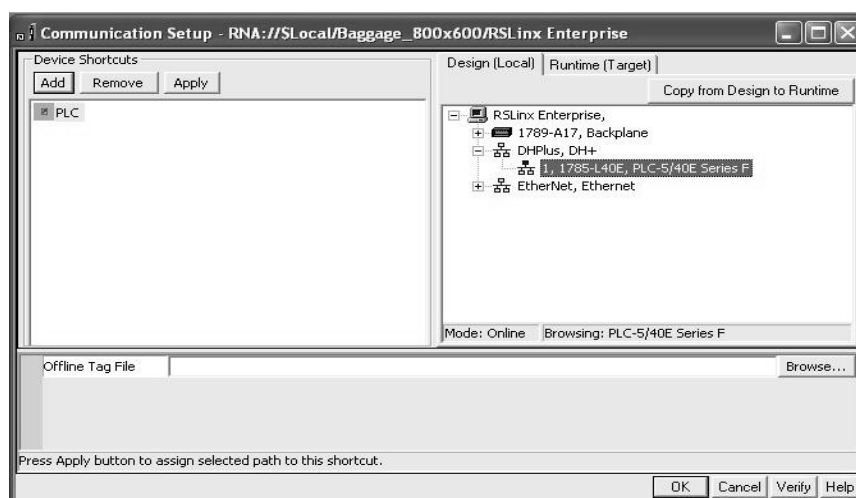 Communication Setup - RNA://$Local/Baggage_800x600/RSLinx Enterprise
Device Shortcuts
Add Remove Apply
PLC
Design (Local) Runtime (Target)
Copy from Design to Runtime
RSLinx Enterprise,
1789-A17, Backplane
DHPlus, DH+
1, 1785-L40E, PLC-5/40E Series F
EtherNet, Ethernet
Mode: Online Browsing: PLC-5/40E Series F
Offline Tag File Browse...
Press Apply button to assign selected path to this shortcut.
OK Cancel Verify Help